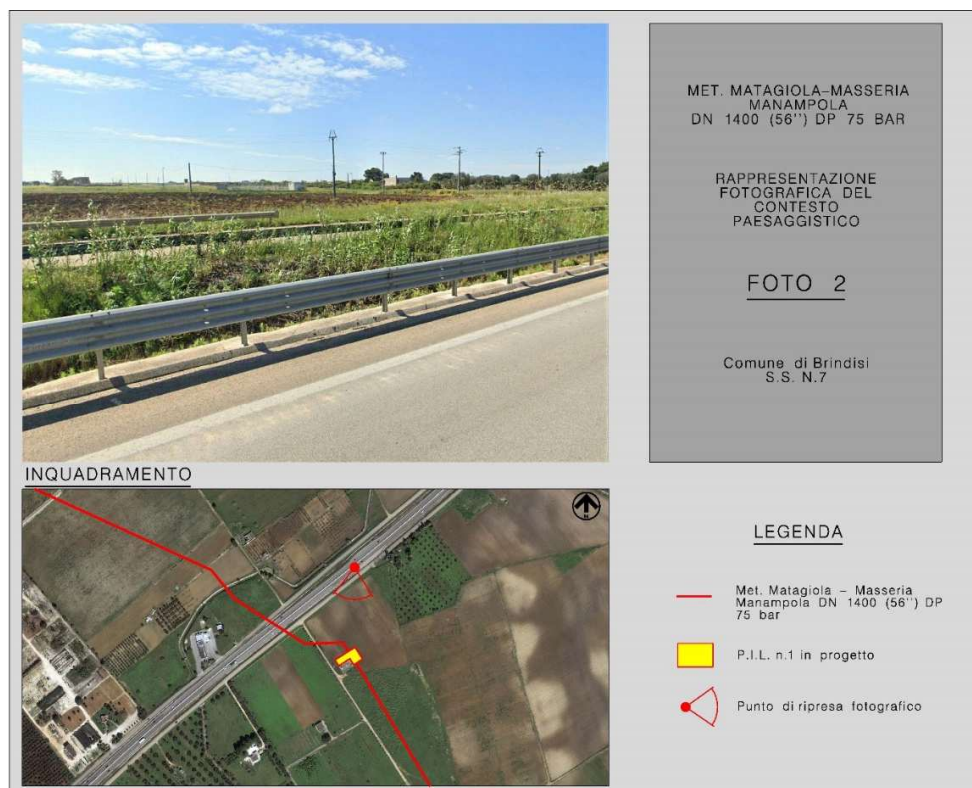 MET. MATAGIOLA-MASSERIA
MANAMPOLA
DN 1400 (56'') DP 75 BAR
RAPPRESENTAZIONE
FOTOGRAFICA DEL
CONTESTO
PAESAGGISTICO
FOTO 2
Comune di Brindisi
S.S. N.7
INQUADRAMENTO
LEGENDA
Met. Matagiola - Masseria
Manampola DN 1400 (56'') DP
75 bar
P.I.L. n.1 in progetto
Punto di ripresa fotografico